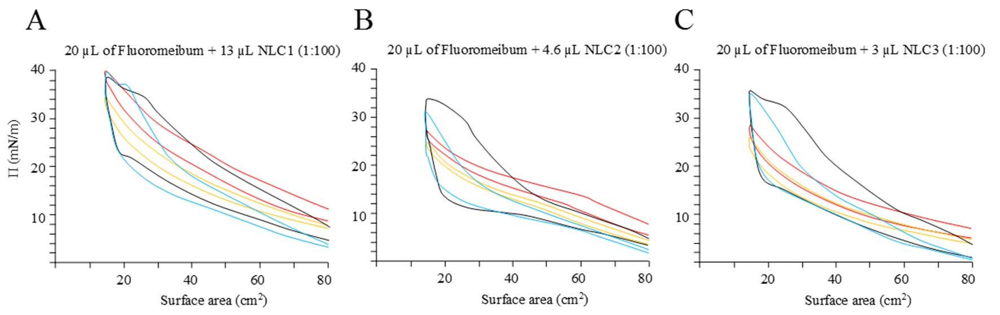 A
B
C
20 µL of Fluoromeibum + 13 µL NLC1 (1:100)
20 µL of Fluoromeibum + 4.6 µL NLC2 (1:100)
20 µL of Fluoromeibum + 3 µL NLC3 (1:100)
Π (mN/m)
40
30
20
10
20
40
60
80
Surface area (cm²)
40
30
20
10
20
40
60
80
Surface area (cm²)
40
30
20
10
20
40
60
80
Surface area (cm²)